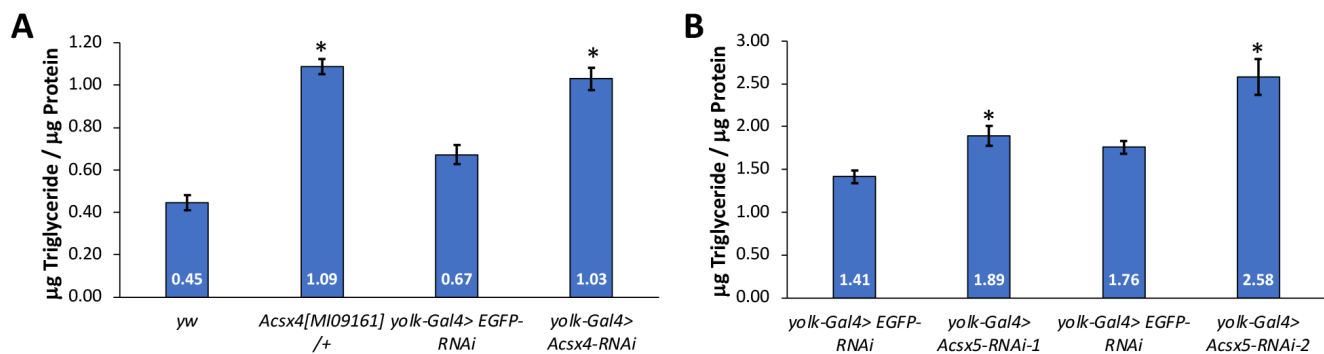 A
µg Triglyceride / µg Protein
1.20
1.00
0.80
0.60
0.40
0.20
0.00
*
*
0.45
1.09
0.67
1.03
yw
Acsx4[MI09161]
/+
yolk-Gal4> EGFP-
RNAi
yolk-Gal4>
Acsx4-RNAi
B
µg Triglyceride / µg Protein
3.00
2.50
2.00
1.50
1.00
0.50
0.00
*
*
1.41
1.89
1.76
2.58
yolk-Gal4> EGFP-
RNAi
yolk-Gal4>
Acsx5-RNAi-1
yolk-Gal4> EGFP-
RNAi
yolk-Gal4>
Acsx5-RNAi-2